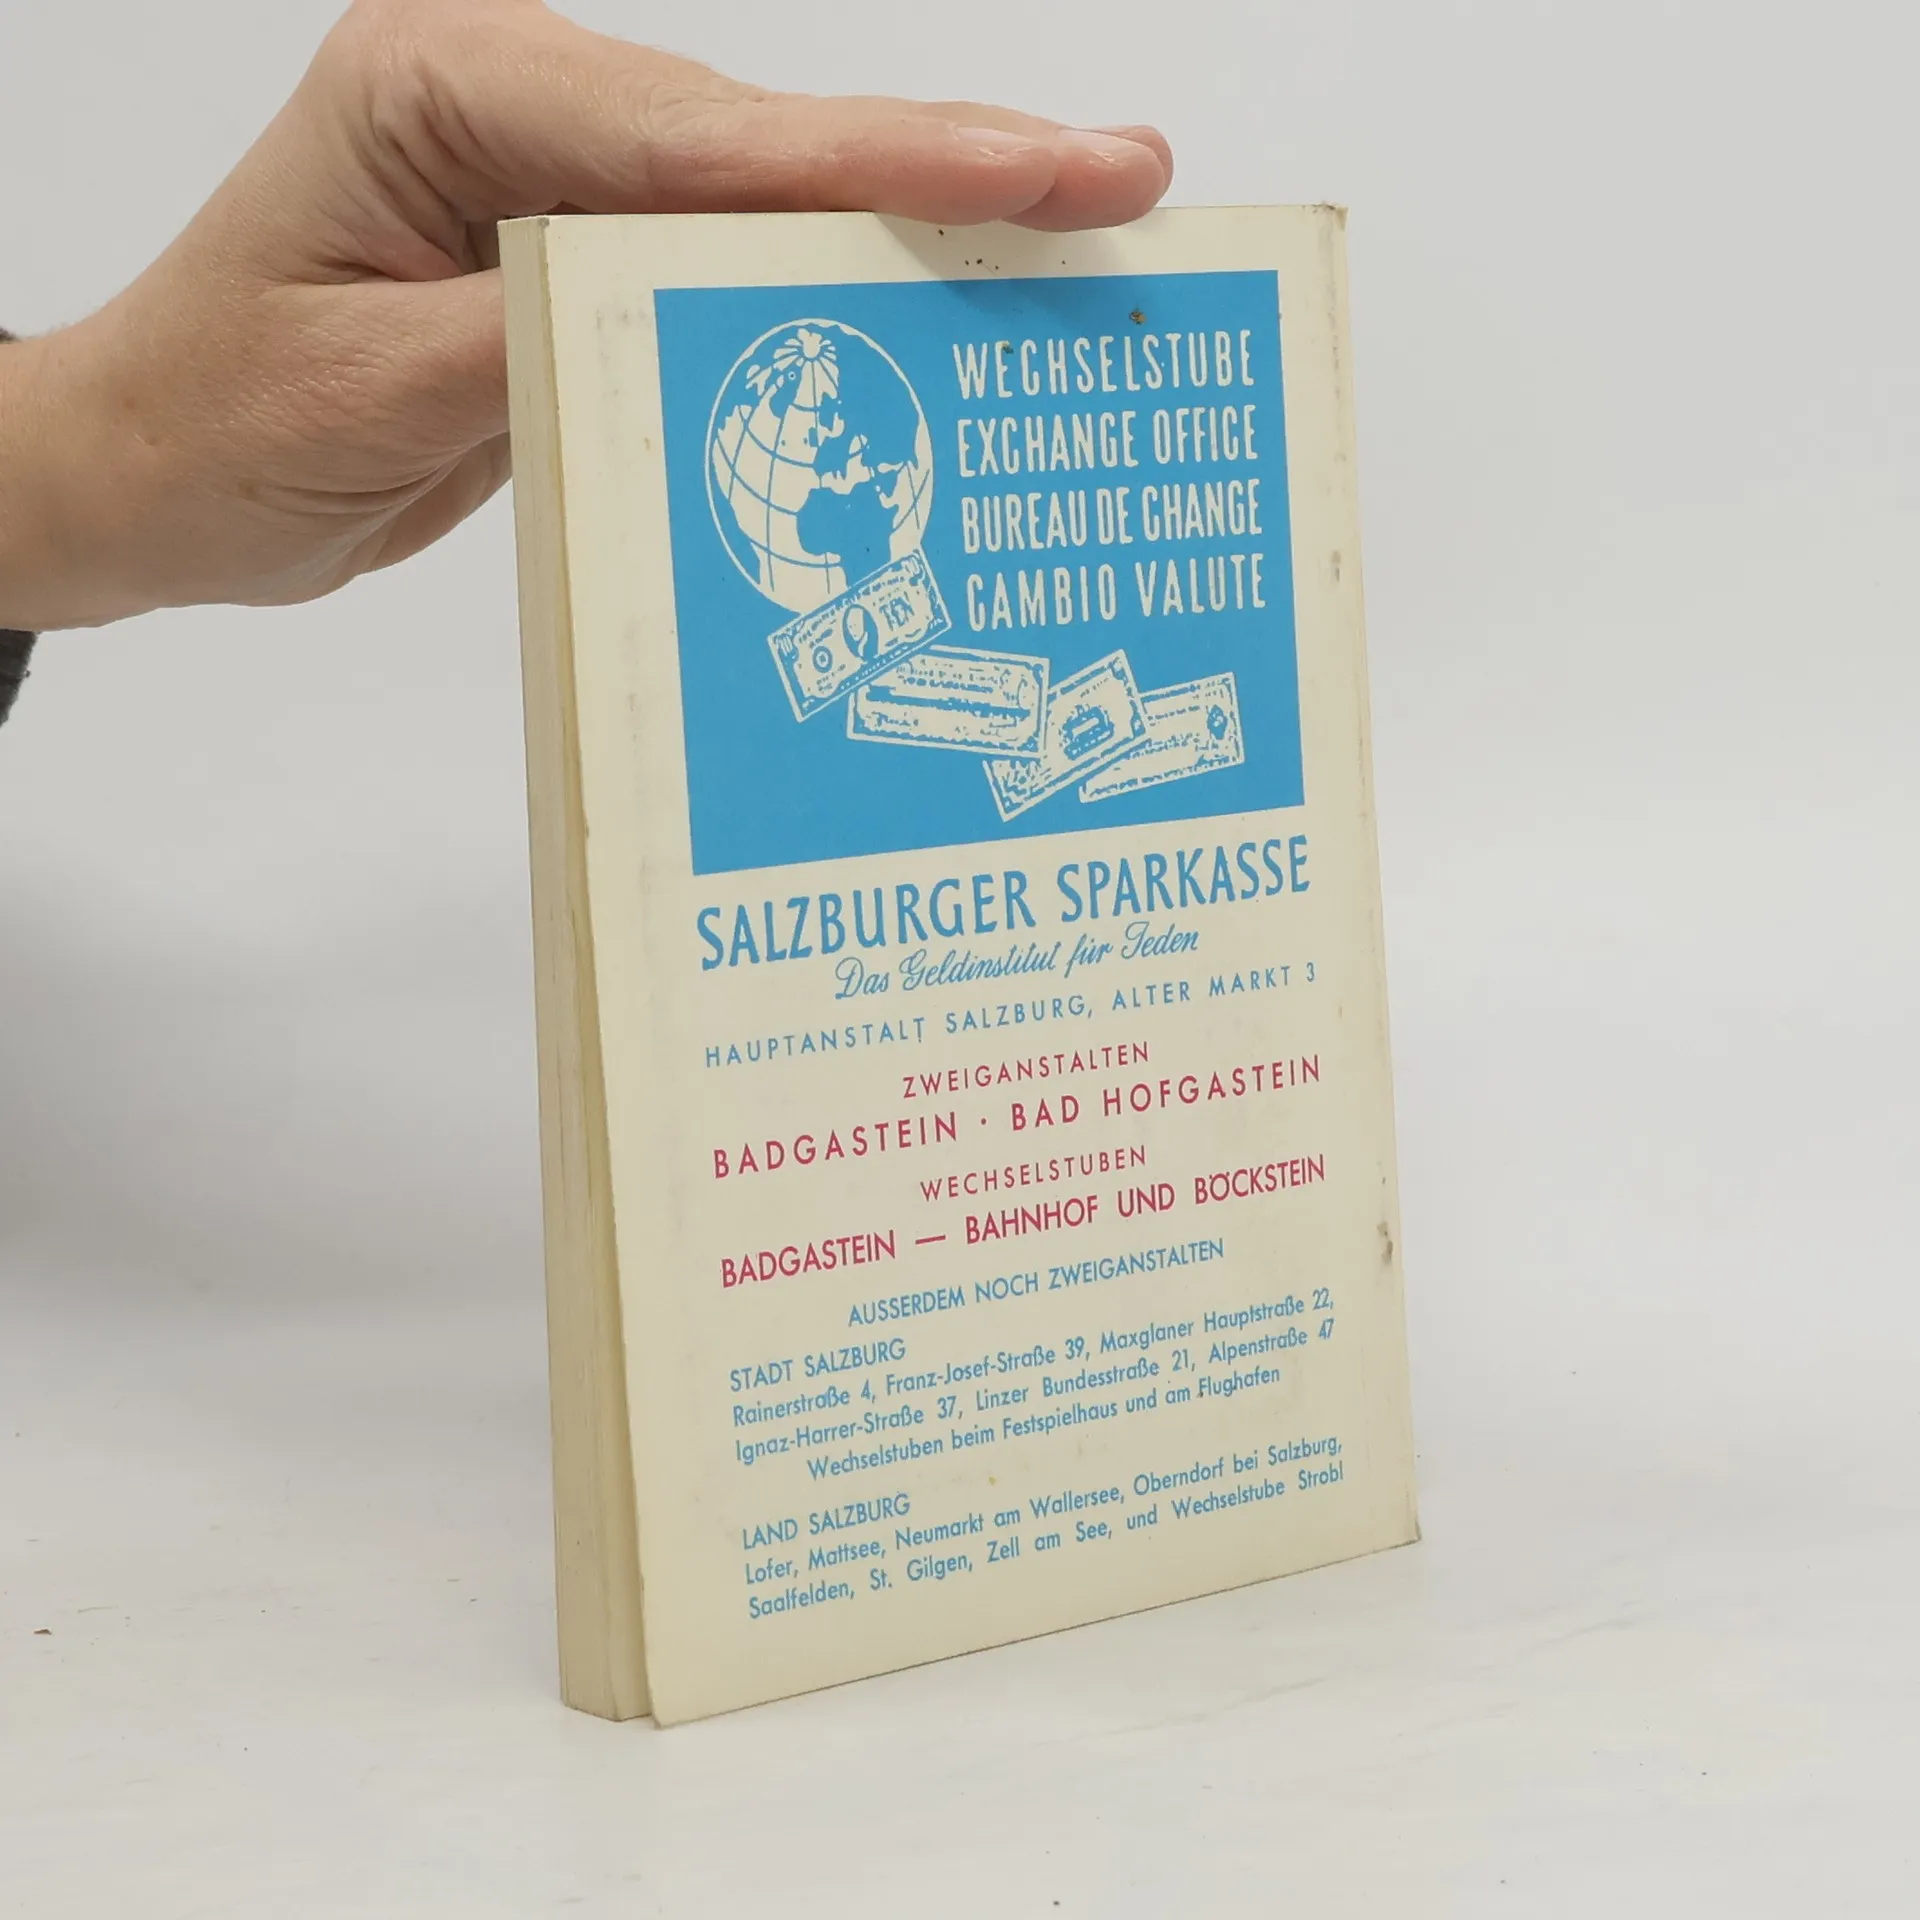 WECHSELSTUBE
EXCHANGE OFFICE
BUREAU DE CHANGE
CAMBIO VALUTE
10
TEN
10
SALZBURGER SPARKASSE
Das Geldinstitut für Jeden
HAUPTANSTALT SALZBURG, ALTER MARKT 3
ZWEIGANSTALTEN
BADGASTEIN · BAD HOFGASTEIN
WECHSELSTUBEN
BADGASTEIN — BAHNHOF UND BÖCKSTEIN
AUSSERDEM NOCH ZWEIGANSTALTEN
STADT SALZBURG
Rainerstraße 4, Franz-Josef-Straße 39, Maxglaner Hauptstraße 22,
Ignaz-Harrer-Straße 37, Linzer Bundesstraße 21, Alpenstraße 47
Wechselstuben beim Festspielhaus und am Flughafen
LAND SALZBURG
Lofer, Mattsee, Neumarkt am Wallersee, Oberndorf bei Salzburg,
Saalfelden, St. Gilgen, Zell am See, und Wechselstube Strobl